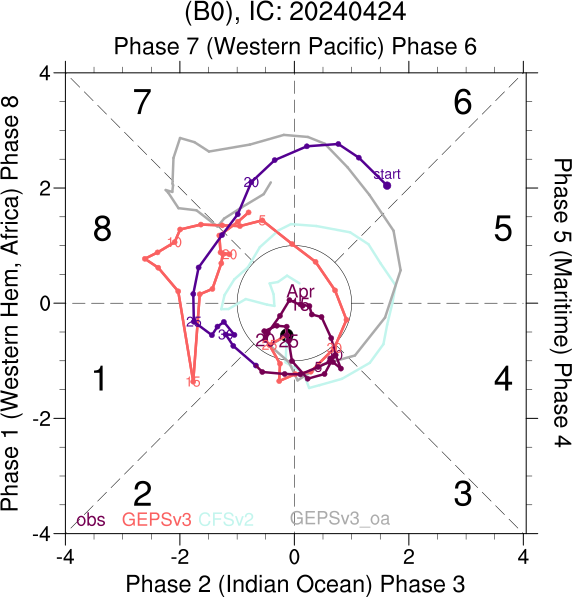 (B0), IC: 20240424
Phase 7 (Western Pacific) Phase 6
4
7
6
start
2
20
5
8
10
5
20
Phase 1 (Western Hem, Africa) Phase 8
Phase 5 (Maritime) Phase 4
Apr
15
0
25
30
20
25
5
15
1
4
-2
2
3
obs
GEPSv3
CFSv2
GEPSv3_oa
-4
-4
-2
0
2
4
Phase 2 (Indian Ocean) Phase 3